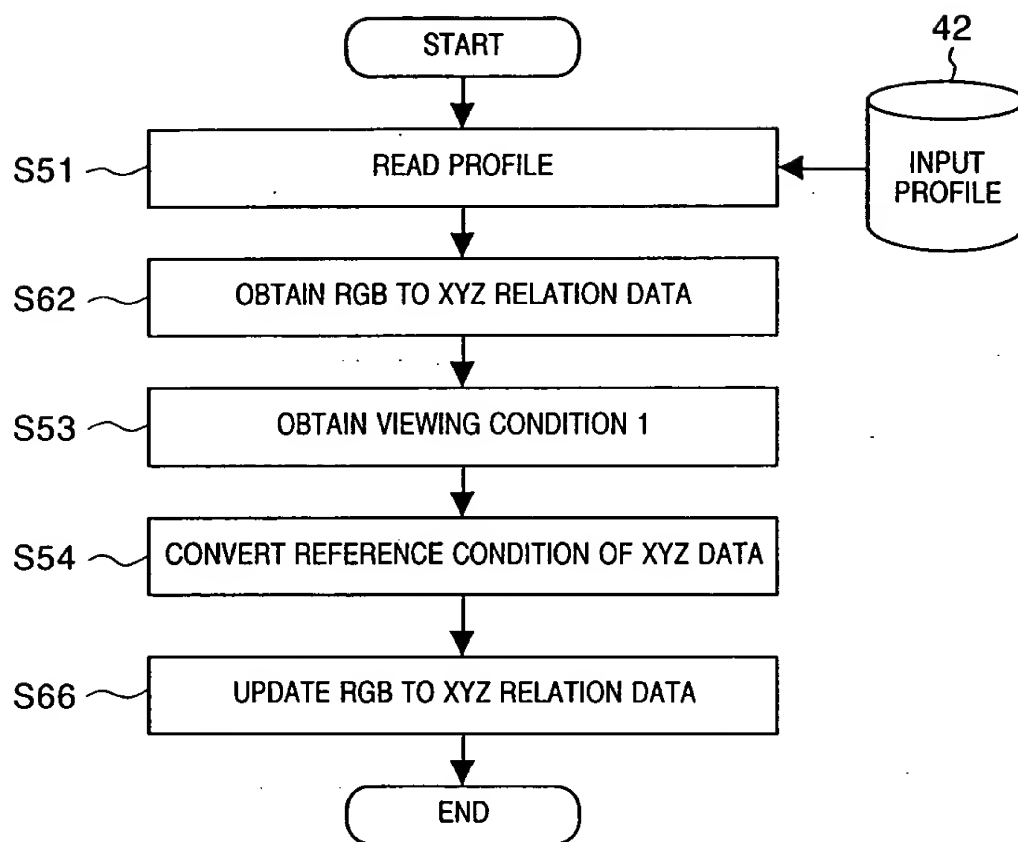 START
42
S51
READ PROFILE
INPUT
PROFILE
S62
OBTAIN RGB TO XYZ RELATION DATA
S53
OBTAIN VIEWING CONDITION 1
S54
CONVERT REFERENCE CONDITION OF XYZ DATA
S66
UPDATE RGB TO XYZ RELATION DATA
END